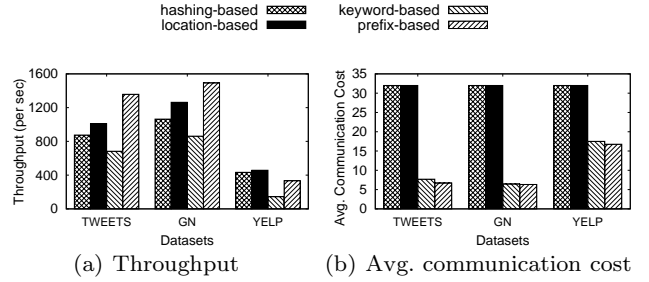 hashing-based
location-based
keyword-based
prefix-based
Throughput (per sec)
1600
1200
800
400
0
TWEETS GN YELP
Datasets
(a) Throughput
Avg. Communication Cost
35
30
25
20
15
10
5
0
TWEETS GN YELP
Datasets
(b) Avg. communication cost